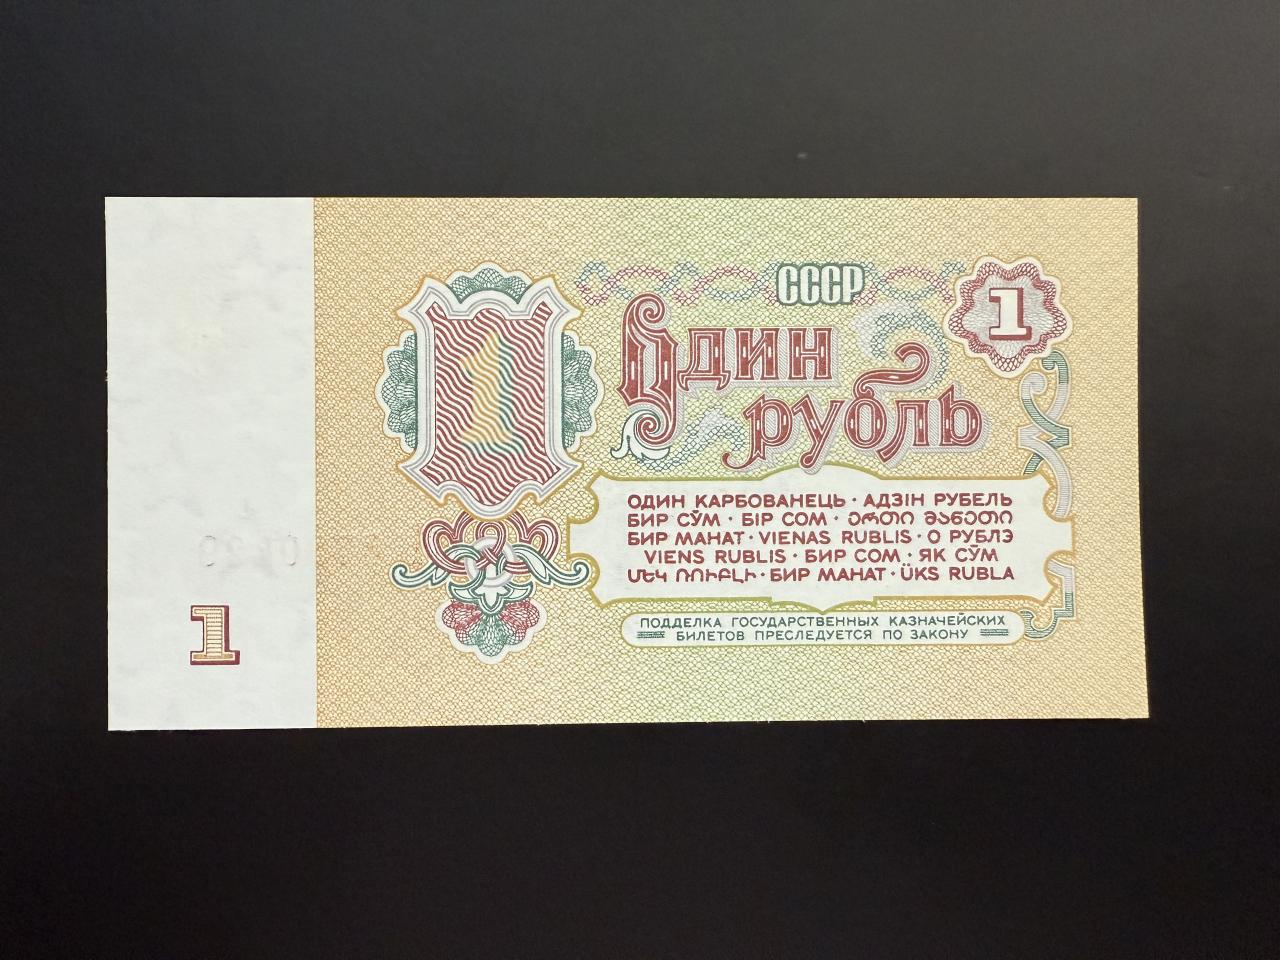 СССР
1
1
Один
рубль
ОДИН КАРБОВАНЕЦЬ · АДЗІН РУБЕЛЬ
БИР СЎМ · БІР СОМ · ერთი მანეთი
БИР МАНАТ · VIENAS RUBLIS · О РУБЛЭ
VIENS RUBLIS · БИР СОМ · ЯК СӮМ
ՄԵԿ ՌՈՒԲԼԻ · БИР МАНАТ · ÜKS RUBLA
ПОДДЕЛКА ГОСУДАРСТВЕННЫХ КАЗНАЧЕЙСКИХ
БИЛЕТОВ ПРЕСЛЕДУЕТСЯ ПО ЗАКОНУ
1